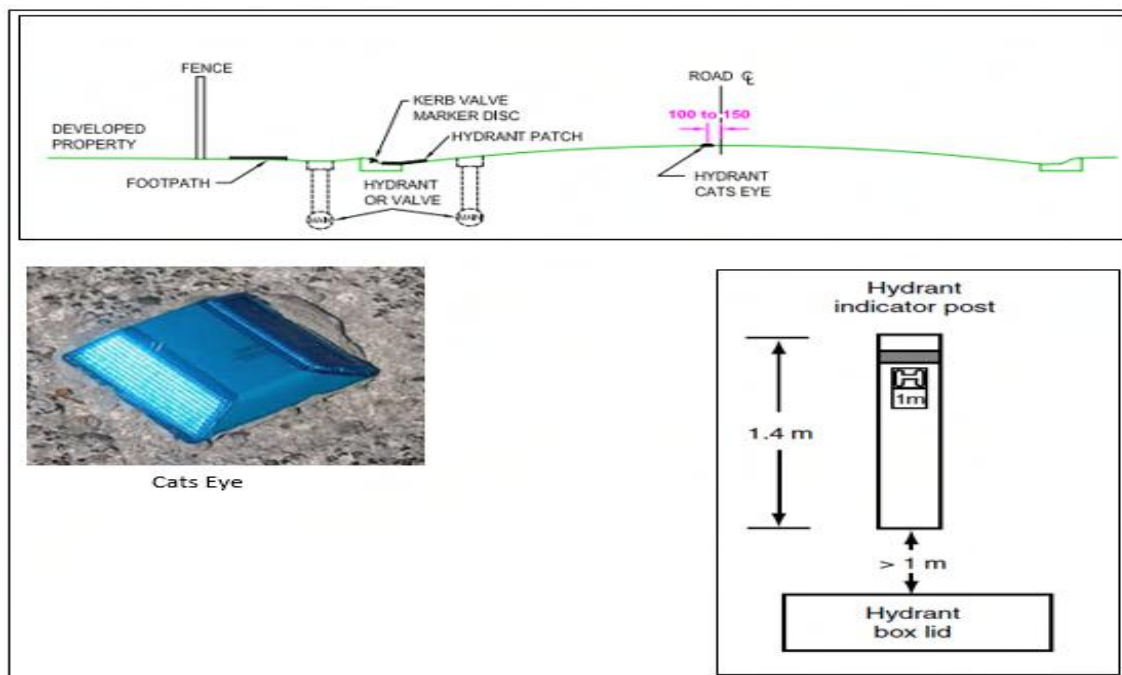 FENCE
ROAD ℄
KERB VALVE
MARKER DISC
100 to 150
DEVELOPED
PROPERTY
HYDRANT PATCH
FOOTPATH
HYDRANT
OR VALVE
HYDRANT
CATS EYE
MAIN
MAIN
Cats Eye
Hydrant
indicator post
H
1m
1.4 m
> 1 m
Hydrant
box lid